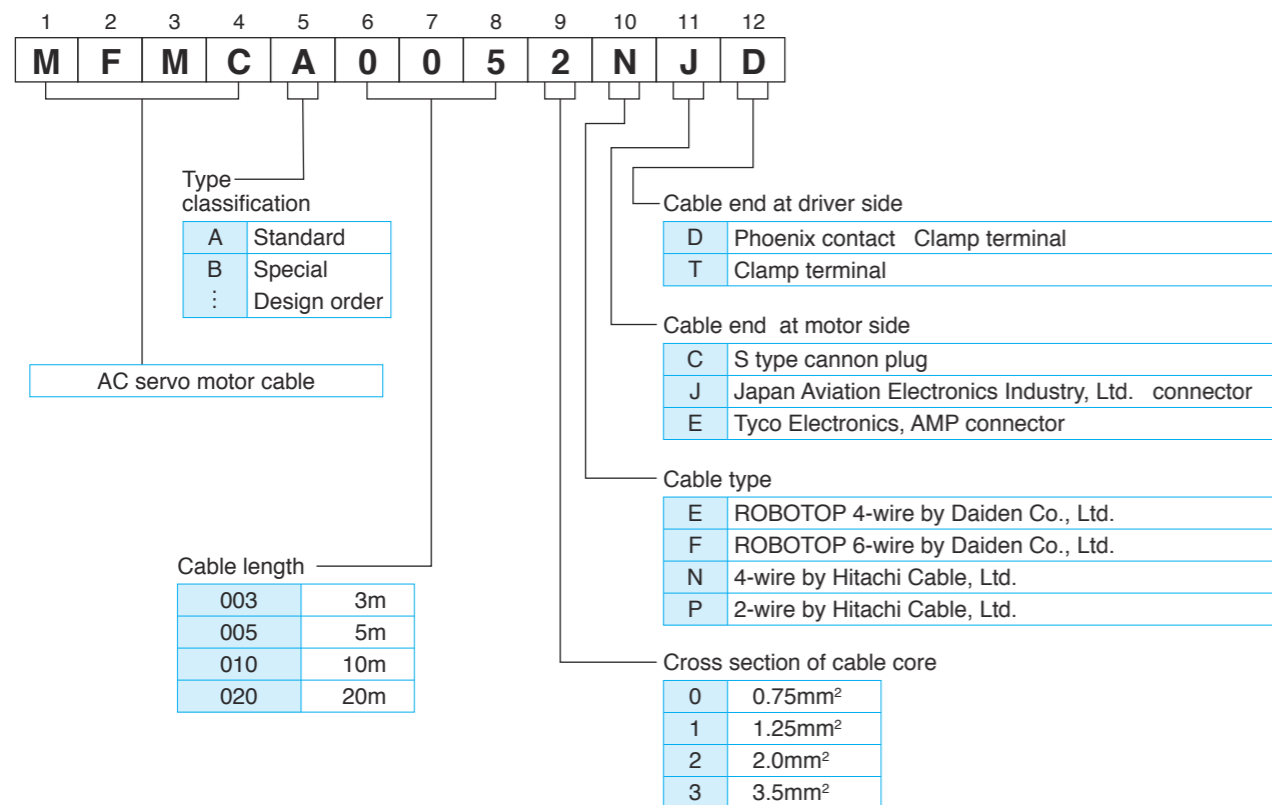 1 2 3 4 5 6 7 8 9 10 11 12
M F M C A 0 0 5 2 N J D
Type
classification
A Standard
B Special
⋮ Design order
AC servo motor cable
Cable length
003 3m
005 5m
010 10m
020 20m
Cable end at driver side
D Phoenix contact Clamp terminal
T Clamp terminal
Cable end at motor side
C S type cannon plug
J Japan Aviation Electronics Industry, Ltd. connector
E Tyco Electronics, AMP connector
Cable type
E ROBOTOP 4-wire by Daiden Co., Ltd.
F ROBOTOP 6-wire by Daiden Co., Ltd.
N 4-wire by Hitachi Cable, Ltd.
P 2-wire by Hitachi Cable, Ltd.
Cross section of cable core
0 0.75mm²
1 1.25mm²
2 2.0mm²
3 3.5mm²